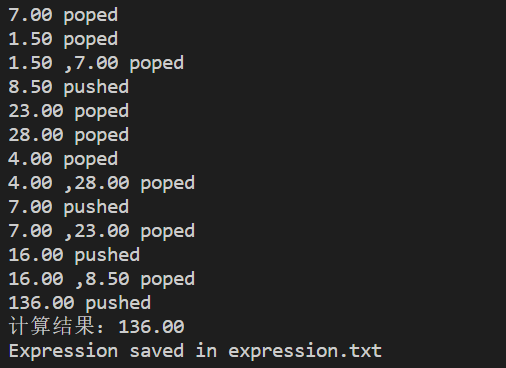 7.00 poped
1.50 poped
1.50 ,7.00 poped
8.50 pushed
23.00 poped
28.00 poped
4.00 poped
4.00 ,28.00 poped
7.00 pushed
7.00 ,23.00 poped
16.00 pushed
16.00 ,8.50 poped
136.00 pushed
计算结果：136.00
Expression saved in expression.txt